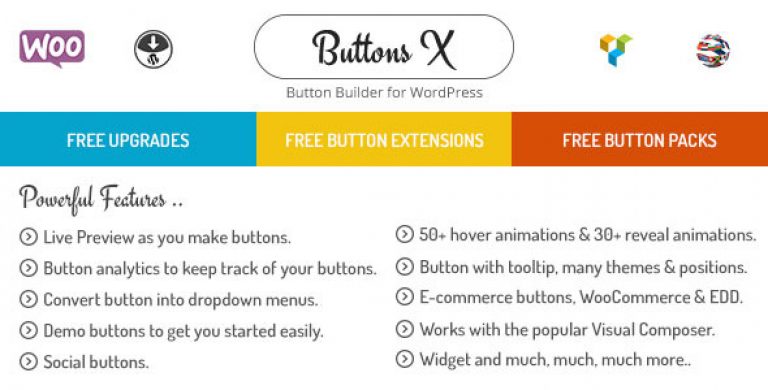 WOO
Buttons X
Button Builder for WordPress
FREE UPGRADES
FREE BUTTON EXTENSIONS
FREE BUTTON PACKS
Powerful Features ..
Live Preview as you make buttons.
Button analytics to keep track of your buttons.
Convert button into dropdown menus.
Demo buttons to get you started easily.
Social buttons.
50+ hover animations & 30+ reveal animations.
Button with tooltip, many themes & positions.
E-commerce buttons, WooCommerce & EDD.
Works with the popular Visual Composer.
Widget and much, much, much more..